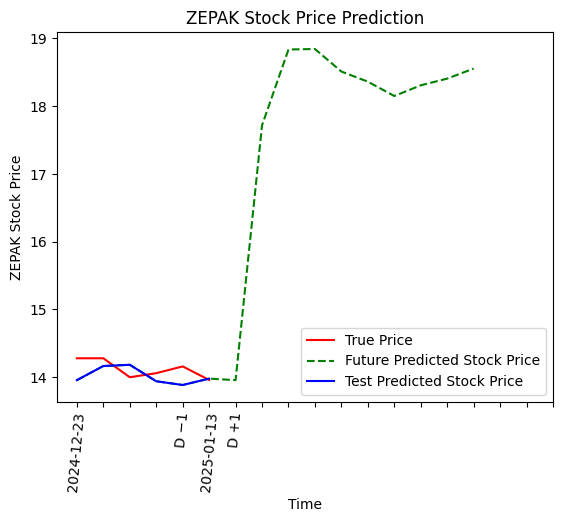 ZEPAK Stock Price Prediction
ZEPAK Stock Price
19
18
17
16
15
14
True Price
Future Predicted Stock Price
Test Predicted Stock Price
2024-12-23
D −1
2025-01-13
D +1
Time